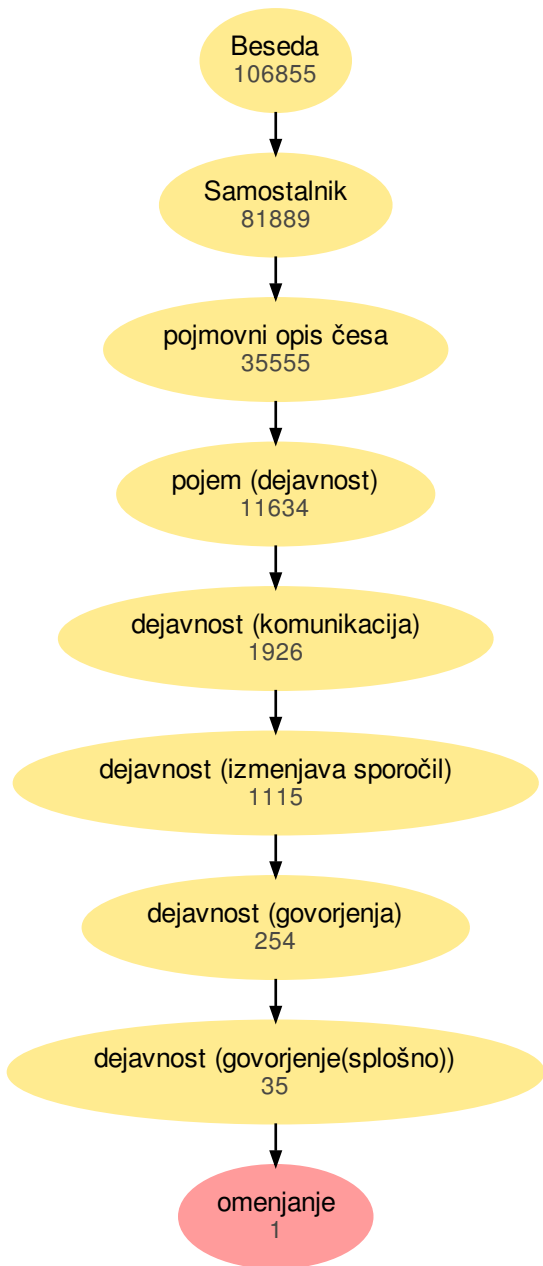 Beseda
106855
Samostalnik
81889
pojmovni opis česa
35555
pojem (dejavnost)
11634
dejavnost (komunikacija)
1926
dejavnost (izmenjava sporočil)
1115
dejavnost (govorjenja)
254
dejavnost (govorjenje(splošno))
35
omenjanje
1